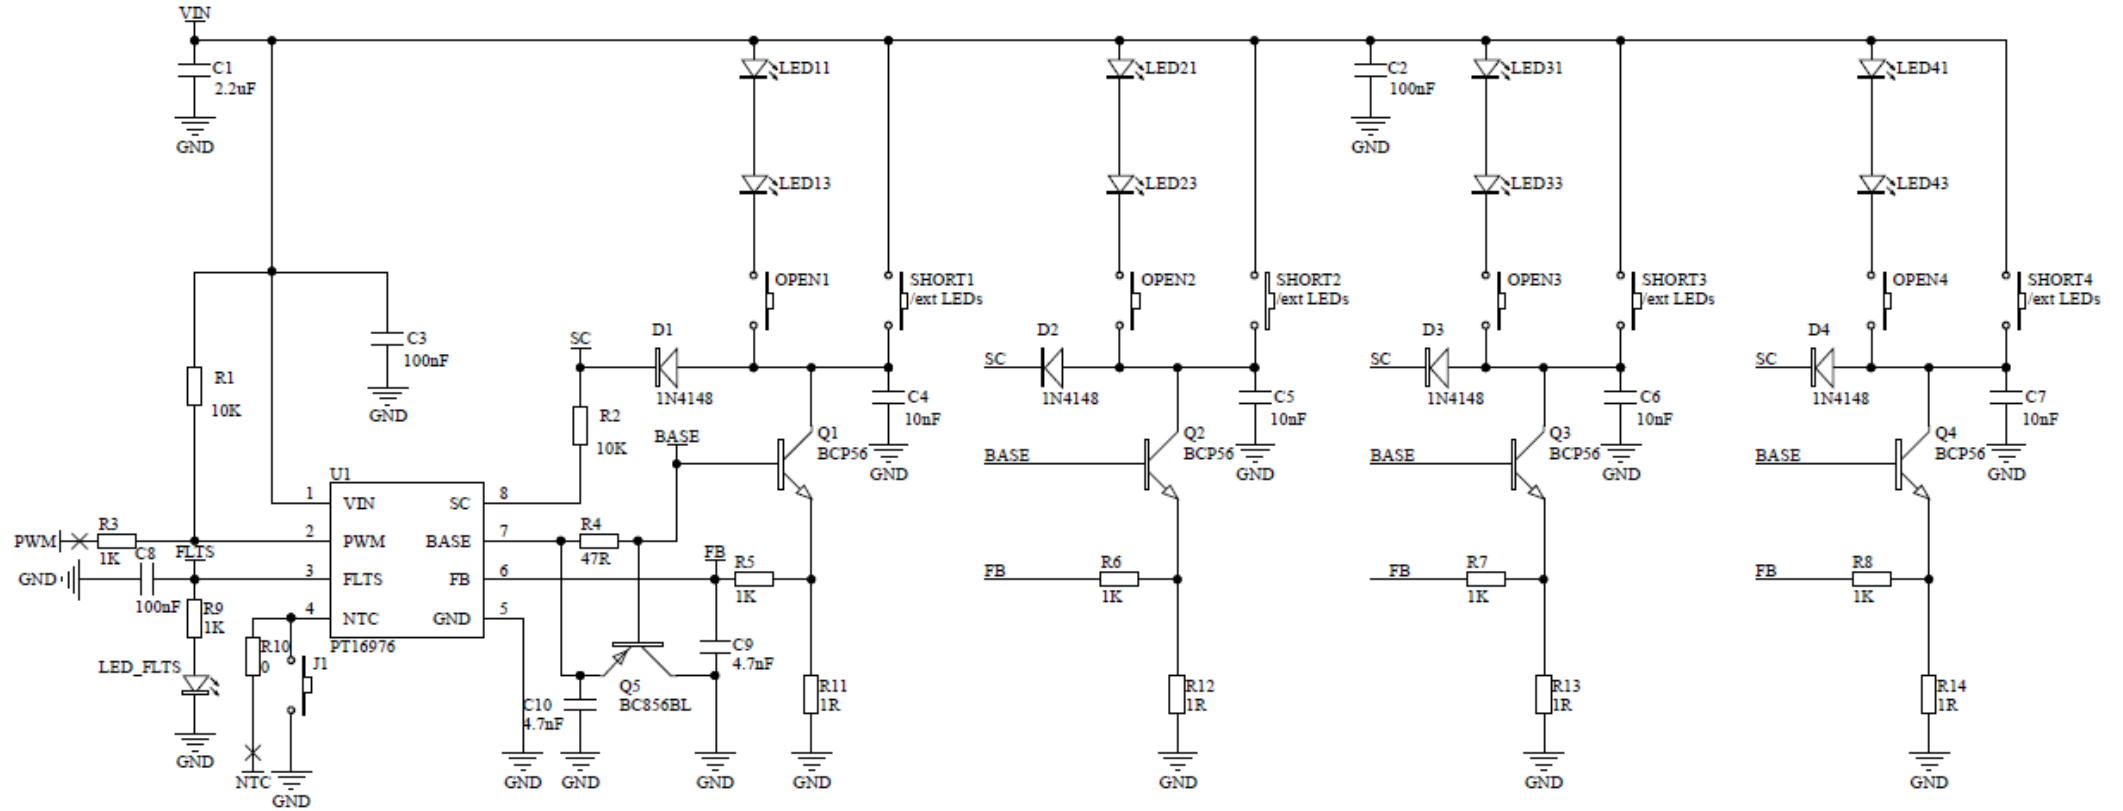 VIN
C1
2.2uF
GND
LED11
LED21
C2
100nF
GND
LED31
LED41
LED13
LED23
LED33
LED43
OPEN1
SHORT1
/ext LEDs
OPEN2
SHORT2
/ext LEDs
OPEN3
SHORT3
/ext LEDs
OPEN4
SHORT4
/ext LEDs
C3
100nF
GND
R1
10K
SC
D1
1N4148
SC
D2
1N4148
SC
D3
1N4148
SC
D4
1N4148
R2
10K
C4
10nF
GND
C5
10nF
GND
C6
10nF
GND
C7
10nF
GND
BASE
Q1
BCP56
BASE
Q2
BCP56
BASE
Q3
BCP56
BASE
Q4
BCP56
U1
1 VIN SC 8
2 PWM BASE 7
3 FLTS FB 6
4 NTC GND 5
PT16976
PWM
R3
1K
FLTS
GND
C8
100nF
R9
1K
LED_FLTS
GND
R10
0
NTC
J1
GND
R4
47R
FB
R5
1K
FB
R6
1K
FB
R7
1K
FB
R8
1K
C9
4.7nF
Q5
BC856BL
C10
4.7nF
R11
1R
R12
1R
R13
1R
R14
1R
GND
GND
GND
GND
GND
GND
GND